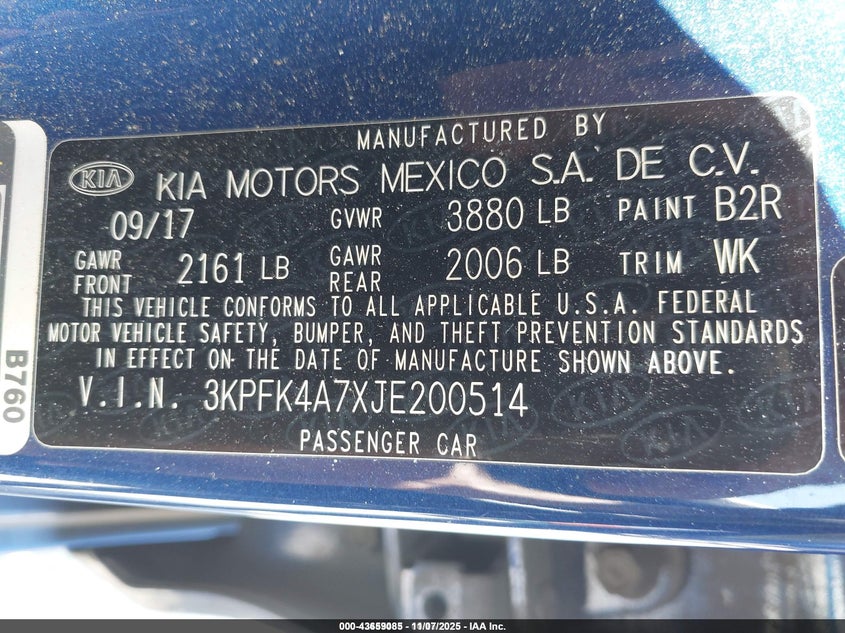 MANUFACTURED BY
KIA KIA MOTORS MEXICO S.A. DE C.V.
09/17 GVWR 3880 LB PAINT B2R
GAWR FRONT 2161 LB GAWR REAR 2006 LB TRIM WK
THIS VEHICLE CONFORMS TO ALL APPLICABLE U.S.A. FEDERAL
MOTOR VEHICLE SAFETY, BUMPER, AND THEFT PREVENTION STANDARDS
IN EFFECT ON THE DATE OF MANUFACTURE SHOWN ABOVE.
V.I.N. 3KPFK4A7XJE200514
PASSENGER CAR
B760
000-43659085 - 11/07/2025 - IAA Inc.